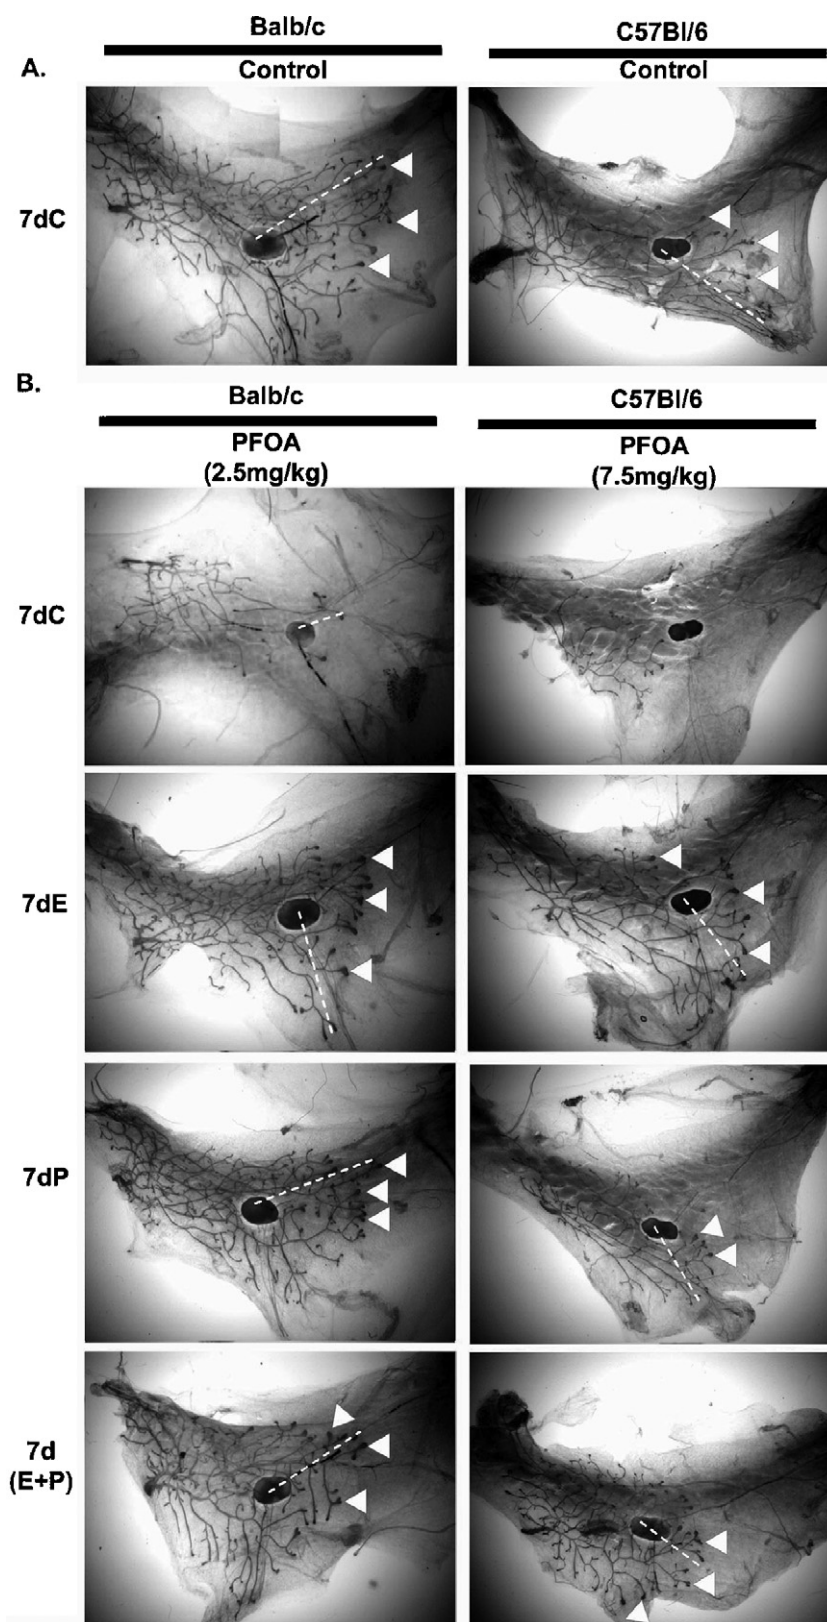 Balb/c
C57Bl/6
A.
Control
Control
7dC
B.
Balb/c
C57Bl/6
PFOA
(2.5mg/kg)
PFOA
(7.5mg/kg)
7dC
7dE
7dP
7d
(E+P)